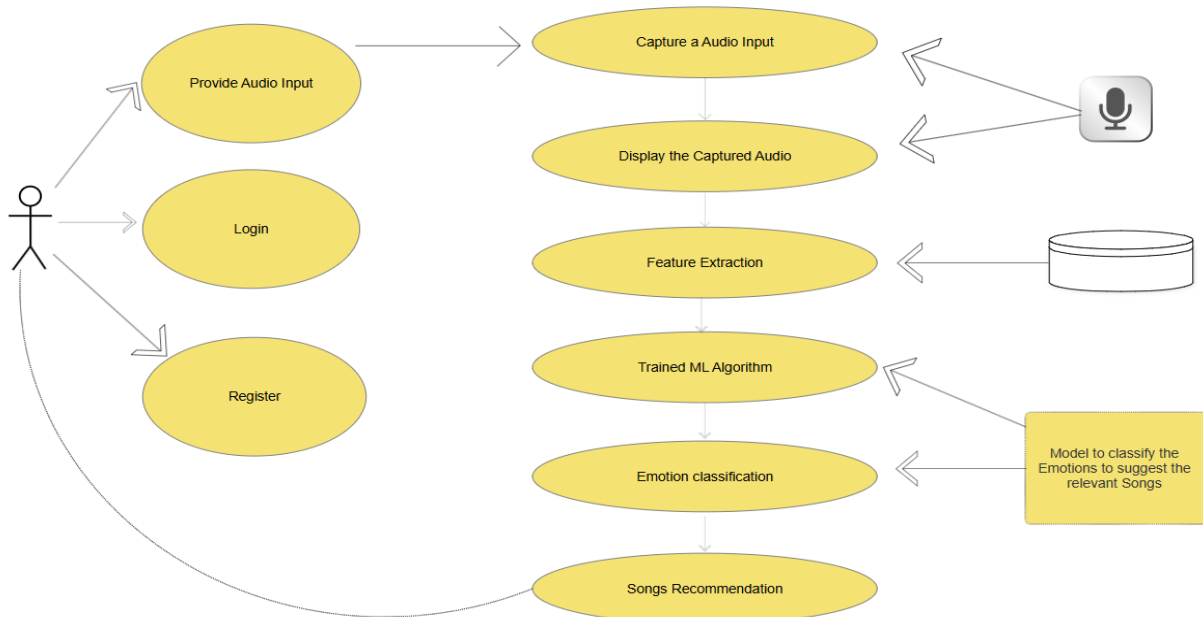 Provide Audio Input
Login
Register
Capture a Audio Input
Display the Captured Audio
Feature Extraction
Trained ML Algorithm
Emotion classification
Songs Recommendation
Model to classify the
Emotions to suggest the
relevant Songs